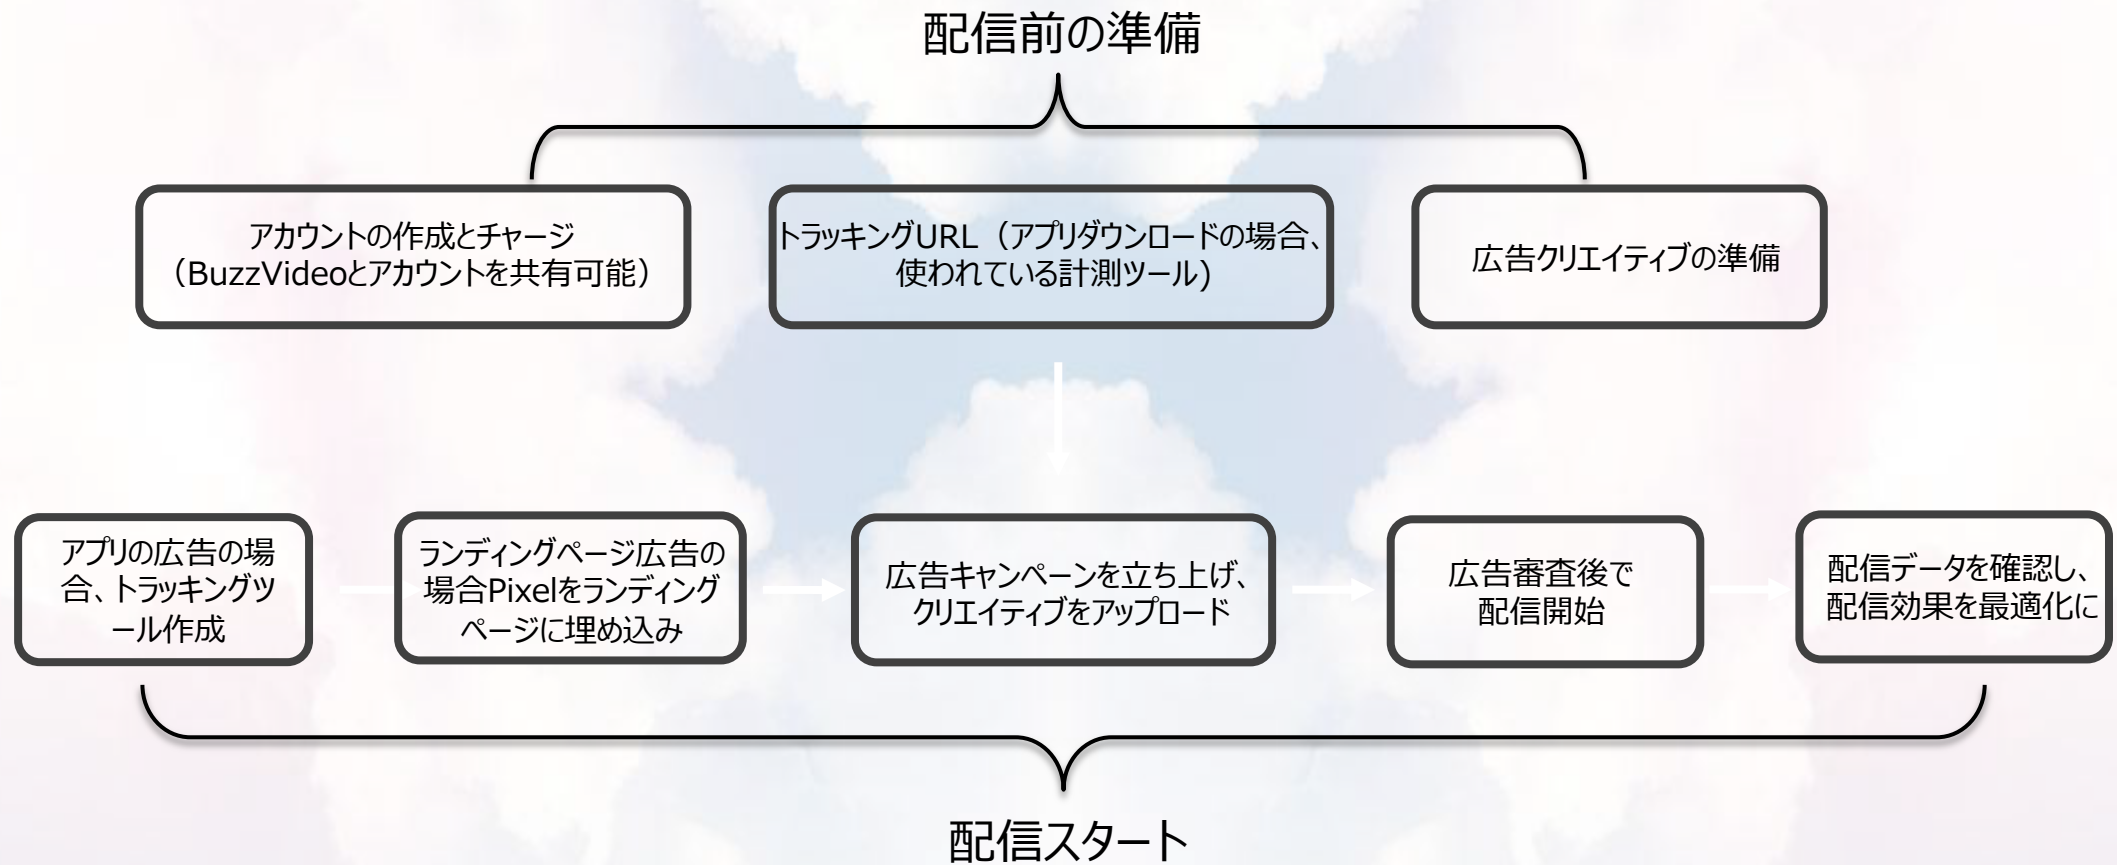 配信前の準備
アカウントの作成とチャージ
（BuzzVideoとアカウントを共有可能）
トラッキングURL（アプリダウンロードの場合、
使われている計測ツール)
広告クリエイティブの準備
アプリの広告の場
合、トラッキングツ
ール作成
ランディングページ広告の
場合Pixelをランディング
ページに埋め込み
広告キャンペーンを立ち上げ、
クリエイティブをアップロード
広告審査後で
配信開始
配信データを確認し、
配信効果を最適化に
配信スタート